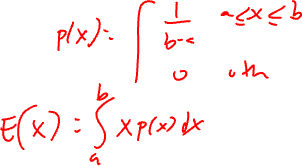 p(x) = { 1/(b-a) a≤x≤b
0 oth
E(x) = ∫_a^b x p(x) dx